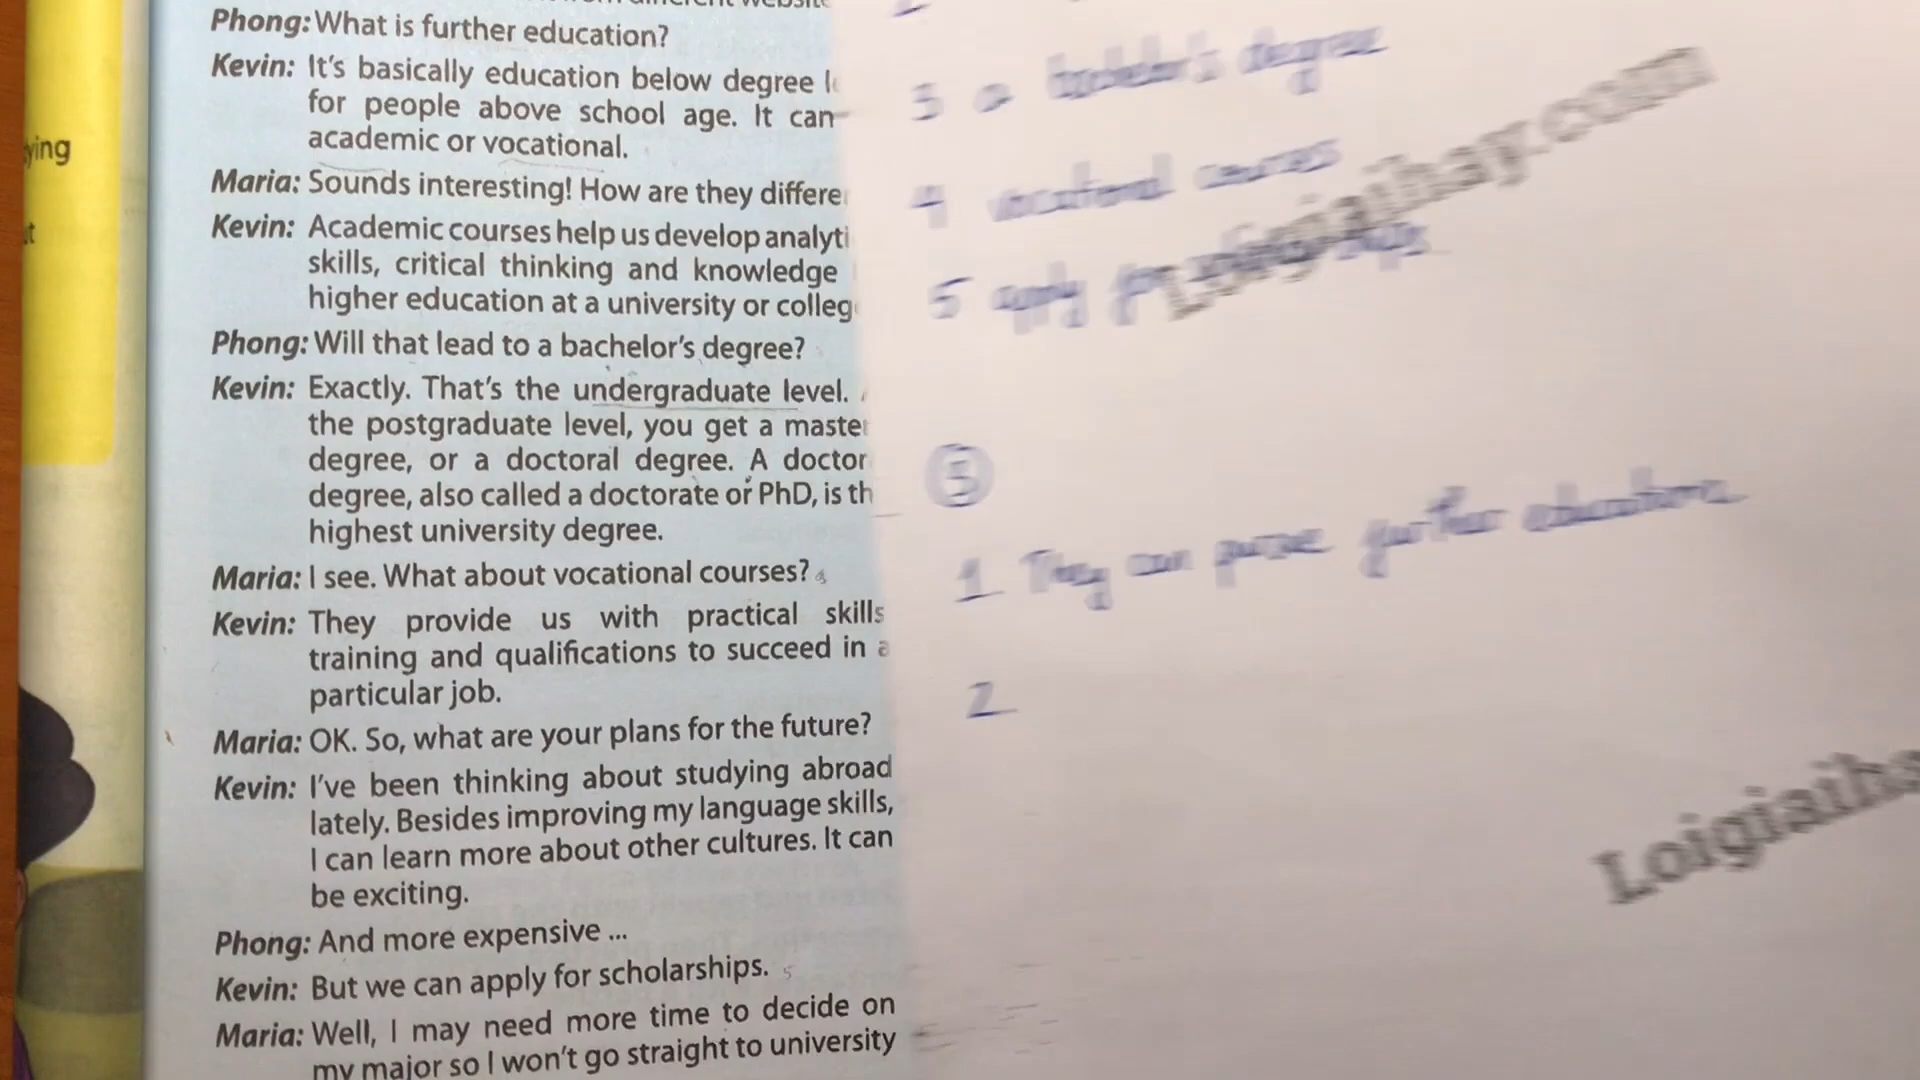 ying
Phong: What is further education?
Kevin: It's basically education below degree
for people above school age. It can
academic or vocational.
Maria: Sounds interesting! How are they differe
Kevin: Academic courses help us develop analyti
skills, critical thinking and knowledge
higher education at a university or colleg
Phong: Will that lead to a bachelor's degree?
Kevin: Exactly. That's the undergraduate level.
the postgraduate level, you get a master
degree, or a doctoral degree. A doctor
degree, also called a doctorate or PhD, is th
highest university degree.
Maria: I see. What about vocational courses?
Kevin: They provide us with practical skills
training and qualifications to succeed in a
particular job.
Maria: OK. So, what are your plans for the future?
Kevin: I've been thinking about studying abroad
lately. Besides improving my language skills,
I can learn more about other cultures. It can
be exciting.
Phong: And more expensive ...
Kevin: But we can apply for scholarships. 5
Maria: Well, I may need more time to decide on
my major so I won't go straight to university
3 a bachelor's degree
4 vocational courses
5 apply for scholarships
Loigiaihay.com
5
1 They can pursue further education
2
Loigiaiha